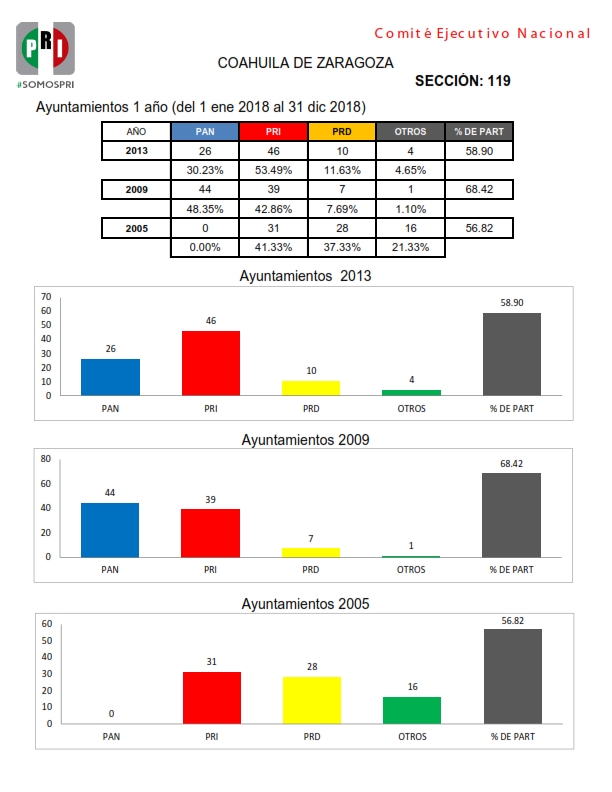 Comité Ejecutivo Nacional
PRI
#SOMOSPRI
COAHUILA DE ZARAGOZA
SECCIÓN: 119
Ayuntamientos 1 año (del 1 ene 2018 al 31 dic 2018)
AÑO PAN PRI PRD OTROS % DE PART
2013 26 46 10 4 58.90
30.23% 53.49% 11.63% 4.65%
2009 44 39 7 1 68.42
48.35% 42.86% 7.69% 1.10%
2005 0 31 28 16 56.82
0.00% 41.33% 37.33% 21.33%
Ayuntamientos 2013
70
60
50
40
30
20
10
0
26 46 10 4 58.90
PAN PRI PRD OTROS % DE PART
Ayuntamientos 2009
80
60
40
20
0
44 39 7 1 68.42
PAN PRI PRD OTROS % DE PART
Ayuntamientos 2005
60
50
40
30
20
10
0
0 31 28 16 56.82
PAN PRI PRD OTROS % DE PART